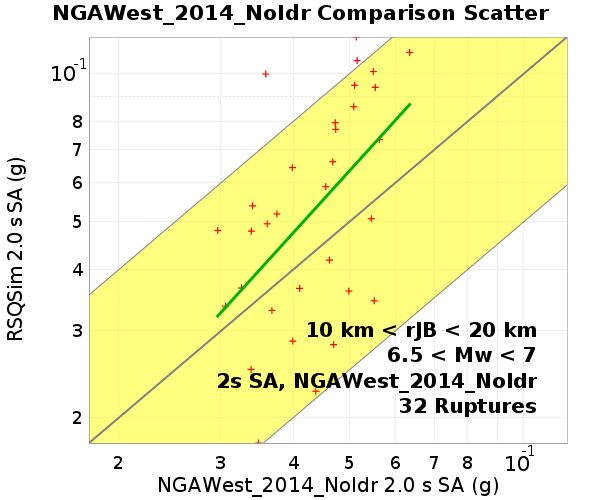 NGAWest_2014_NoIdr Comparison Scatter
RSQSim 2.0 s SA (g)
10^-1
8
7
6
5
4
3
2
10 km < rJB < 20 km
6.5 < Mw < 7
2s SA, NGAWest_2014_NoIdr
32 Ruptures
2 3 4 5 6 7 8 10^-1
NGAWest_2014_NoIdr 2.0 s SA (g)